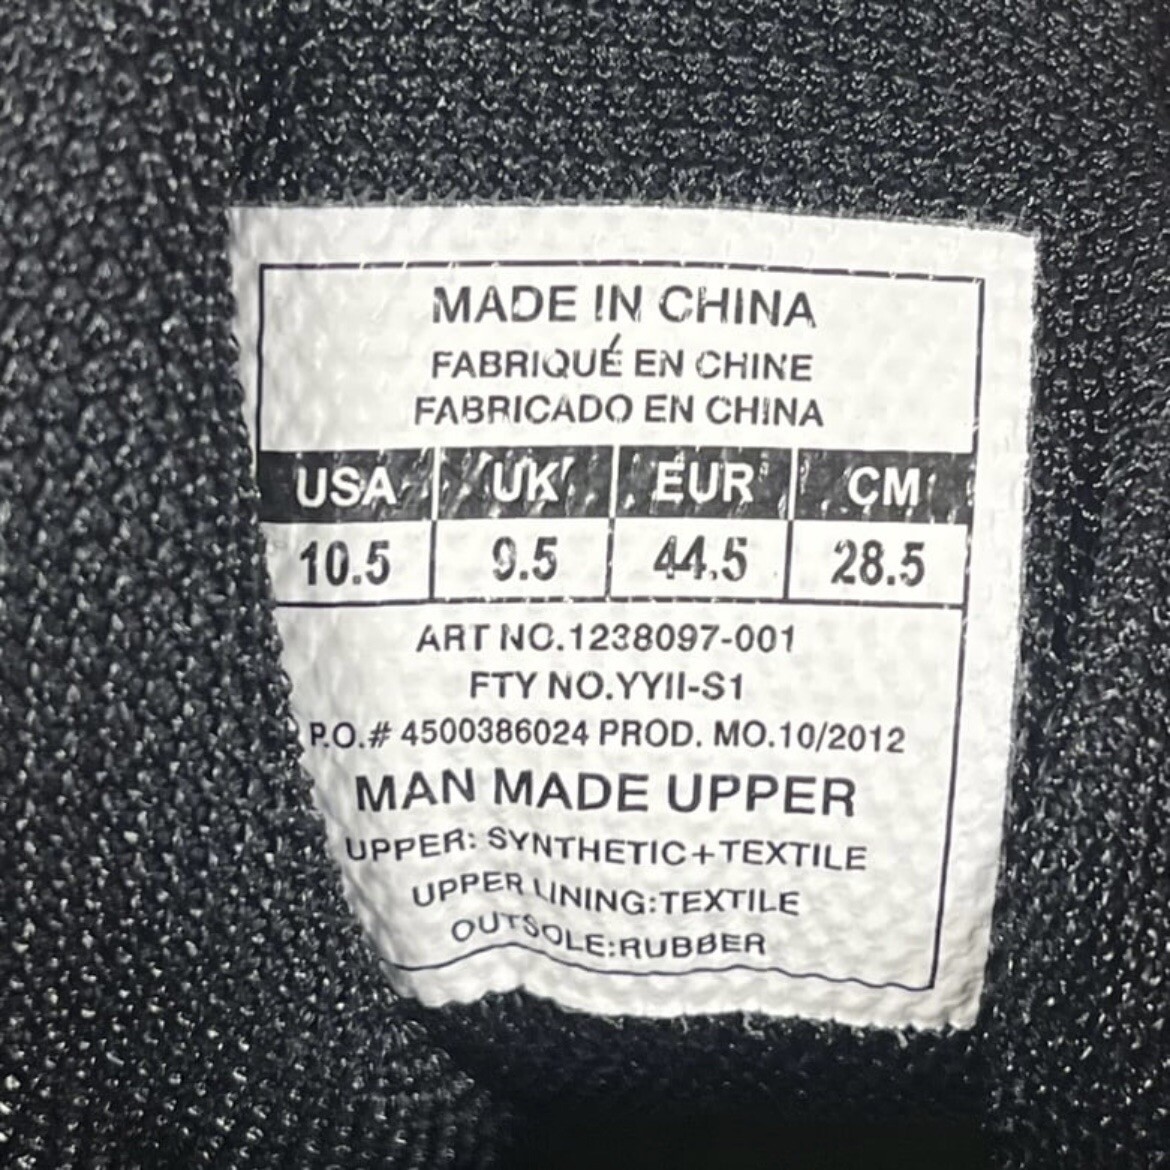 MADE IN CHINA
FABRIQUÉ EN CHINE
FABRICADO EN CHINA
USA UK EUR CM
10.5 9.5 44.5 28.5
ART NO.1238097-001
FTY NO.YYII-S1
P.O.# 4500386024 PROD. MO.10/2012
MAN MADE UPPER
UPPER: SYNTHETIC+TEXTILE
UPPER LINING:TEXTILE
OUTSOLE:RUBBER